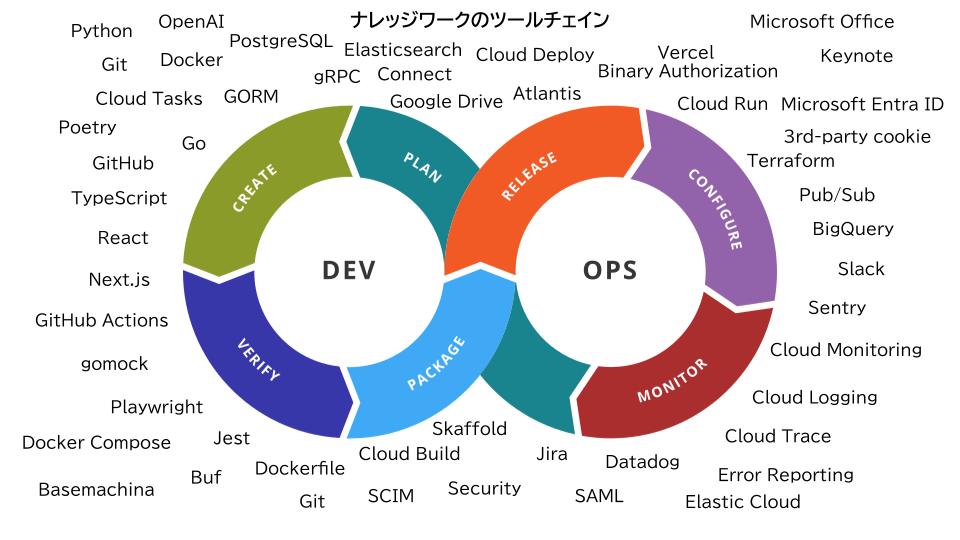 ナレッジワークのツールチェイン
Python
OpenAI
Git
Docker
PostgreSQL
Elasticsearch
gRPC
Connect
Cloud Deploy
Vercel
Binary Authorization
Microsoft Office
Keynote
Cloud Tasks
GORM
Google Drive
Atlantis
Cloud Run
Microsoft Entra ID
Poetry
Go
3rd-party cookie
GitHub
Terraform
TypeScript
Pub/Sub
React
BigQuery
Next.js
Slack
GitHub Actions
Sentry
gomock
Cloud Monitoring
Playwright
Cloud Logging
CREATE
PLAN
RELEASE
CONFIGURE
DEV
OPS
VERIFY
PACKAGE
MONITOR
Docker Compose
Jest
Skaffold
Cloud Trace
Buf
Dockerfile
Cloud Build
Jira
Datadog
Error Reporting
Basemachina
Git
SCIM
Security
SAML
Elastic Cloud